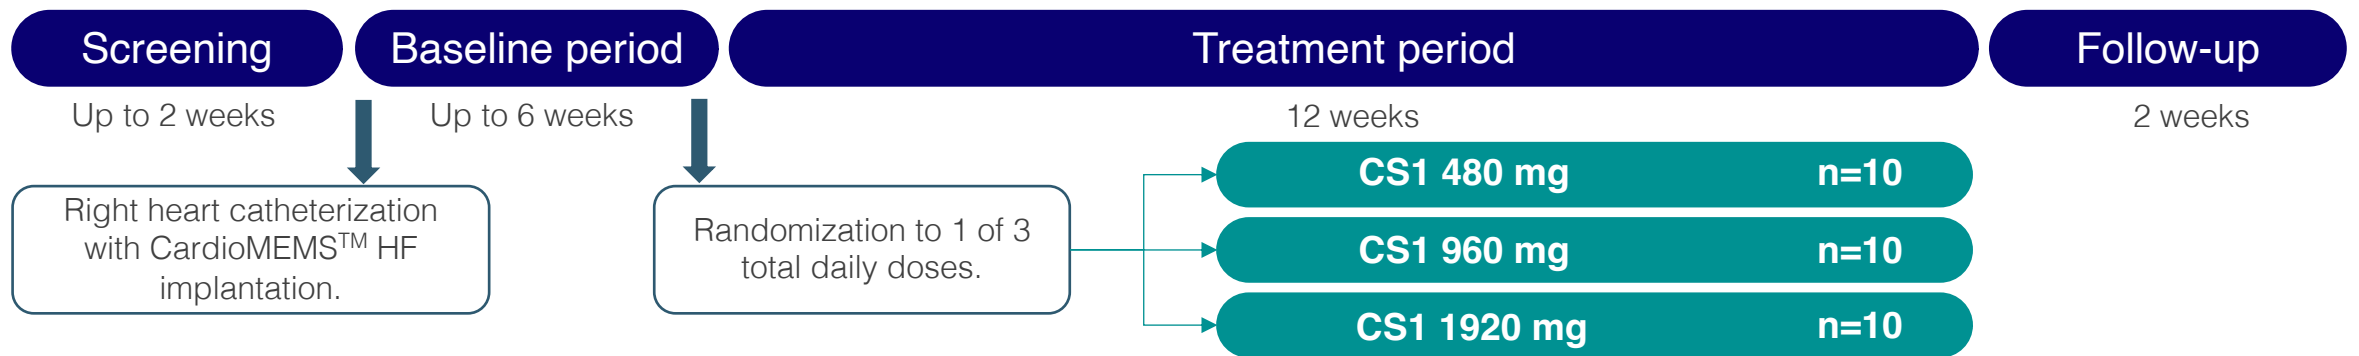 Screening
Baseline period
Treatment period
Follow-up
Up to 2 weeks
Up to 6 weeks
12 weeks
2 weeks
Right heart catheterization
with CardioMEMS™ HF
implantation.
Randomization to 1 of 3
total daily doses.
CS1 480 mg n=10
CS1 960 mg n=10
CS1 1920 mg n=10